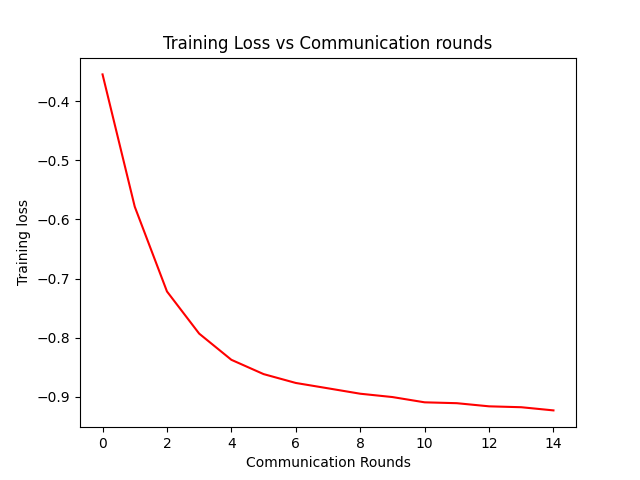 Training Loss vs Communication rounds
−0.4
−0.5
−0.6
−0.7
−0.8
−0.9
Training loss
0 2 4 6 8 10 12 14
Communication Rounds